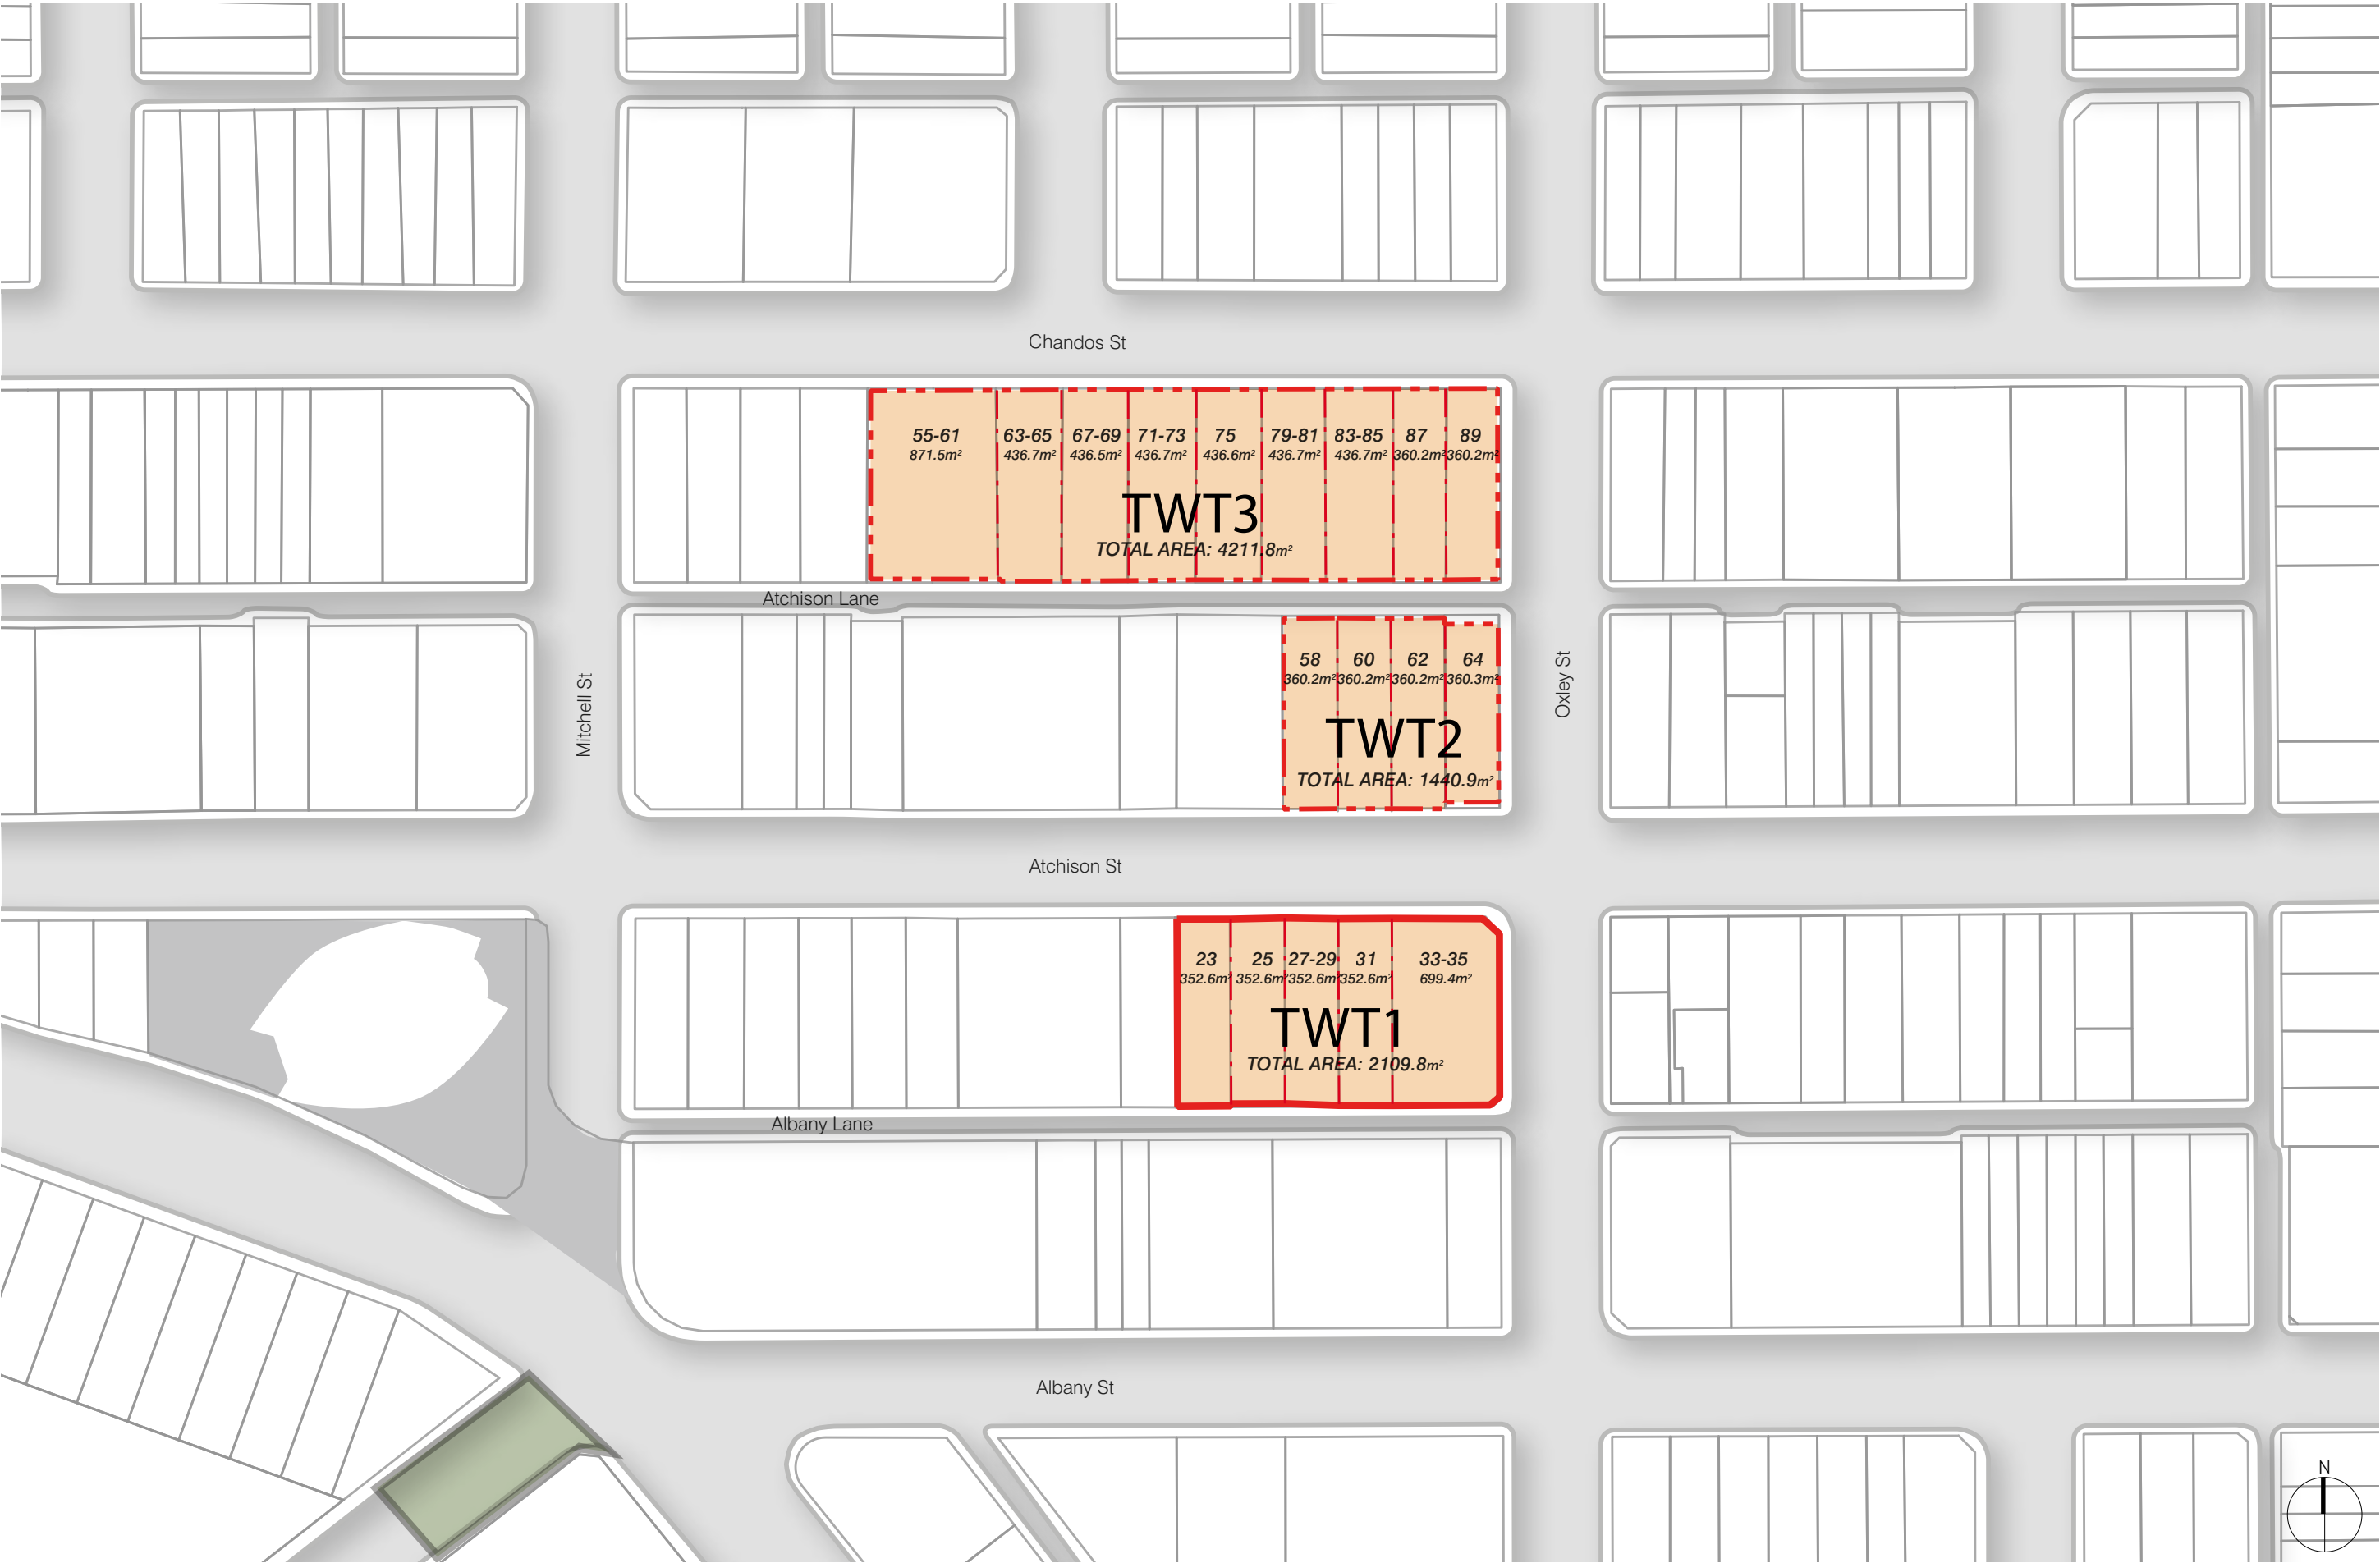 Chandos St
55-61 63-65 67-69 71-73 75 79-81 83-85 87 89
871.5m² 436.7m² 436.5m² 436.7m² 436.6m² 436.7m² 436.7m² 360.2m² 360.2m²
TWT3
TOTAL AREA: 4211.8m²
Atchison Lane
Mitchell St
58 60 62 64
360.2m² 360.2m² 360.2m² 360.3m²
TWT2
TOTAL AREA: 1440.9m²
Oxley St
Atchison St
23 25 27-29 31 33-35
352.6m² 352.6m² 352.6m² 352.6m² 699.4m²
TWT1
TOTAL AREA: 2109.8m²
Albany Lane
Albany St
N